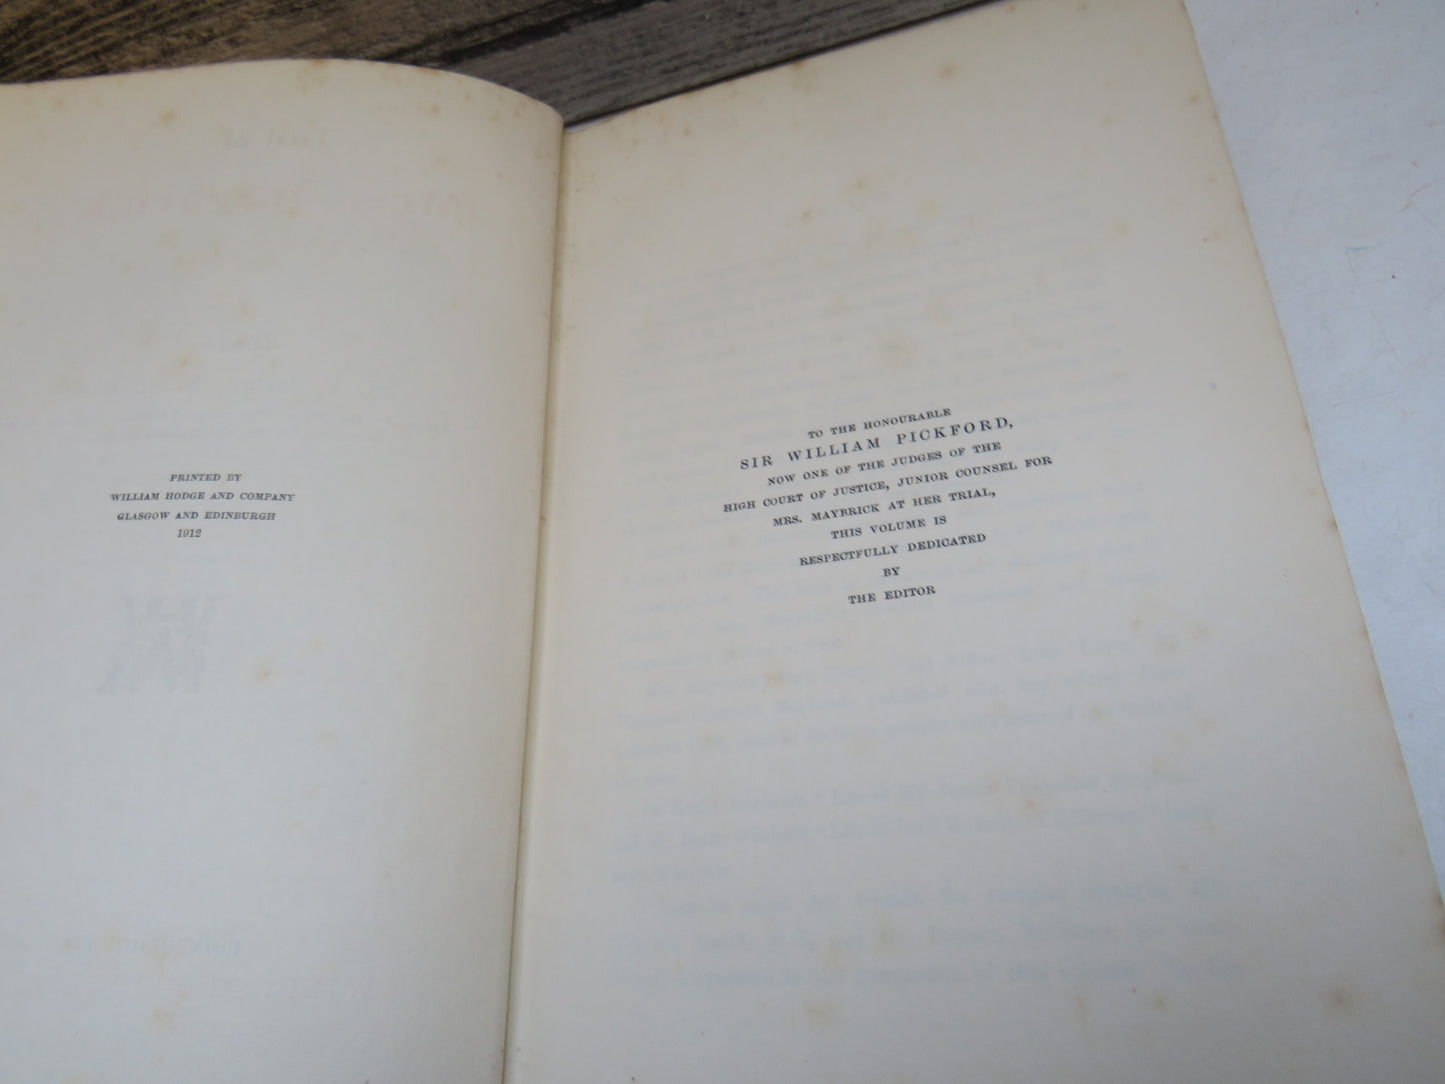 PRINTED BY
WILLIAM HODGE AND COMPANY
GLASGOW AND EDINBURGH
1912
TO THE HONOURABLE
SIR WILLIAM PICKFORD,
NOW ONE OF THE JUDGES OF THE
HIGH COURT OF JUSTICE, JUNIOR COUNSEL FOR
MRS. MAYBRICK AT HER TRIAL,
THIS VOLUME IS
RESPECTFULLY DEDICATED
BY
THE EDITOR